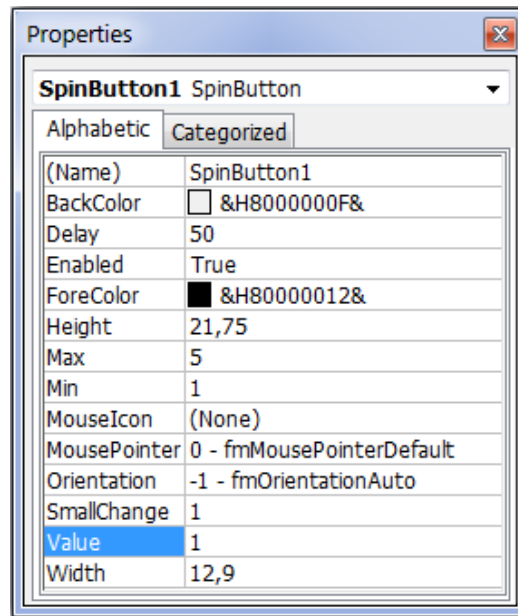 Properties
SpinButton1 SpinButton
Alphabetic Categorized
(Name) SpinButton1
BackColor &H8000000F&
Delay 50
Enabled True
ForeColor &H80000012&
Height 21,75
Max 5
Min 1
MouseIcon (None)
MousePointer 0 - fmMousePointerDefault
Orientation -1 - fmOrientationAuto
SmallChange 1
Value 1
Width 12,9